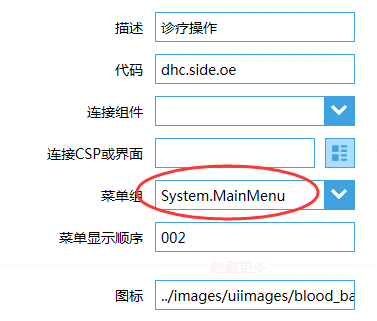 描述 诊疗操作
代码 dhc.side.oe
连接组件
连接CSP或界面
菜单组 System.MainMenu
菜单显示顺序 002
隐藏更多
图标 ../images/uiimages/blood_ba